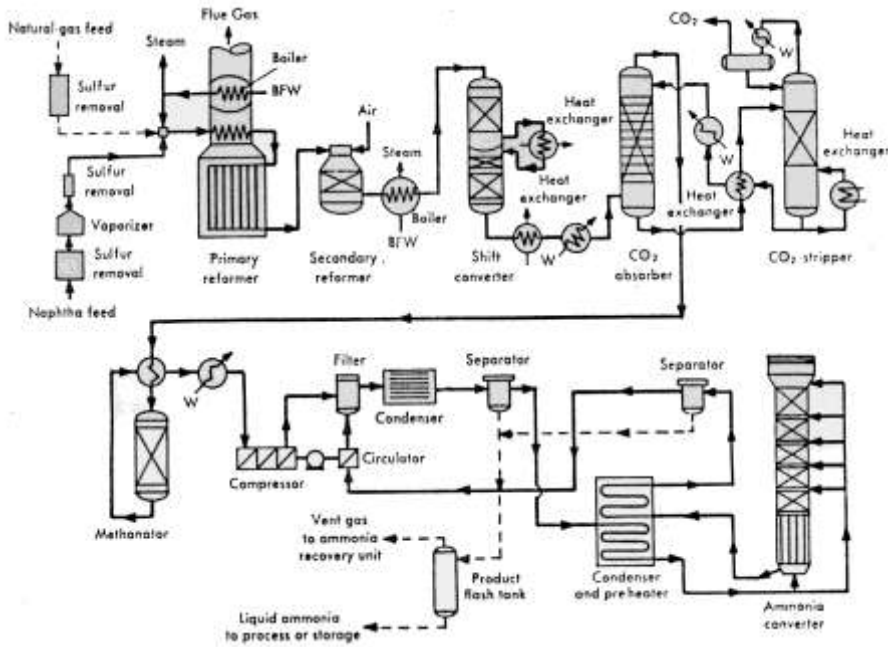 Flue Gas
Natural gas feed
Steam
Boiler
BFW
Sulfur
removal
Sulfur
removal
Vaporizer
Sulfur
removal
Naphtha feed
Primary
reformer
Air
Steam
Boiler
BFW
Secondary
reformer
Heat
exchanger
Heat
exchanger
W
Shift
converter
CO2
absorber
W
Heat
exchanger
CO2
W
Heat
exchanger
CO2-stripper
W
Methanator
Filter
Condenser
Separator
Compressor
Circulator
Separator
Vent gas
to ammonia
recovery unit
Product
flash tank
Liquid ammonia
to process or storage
Condenser
and preheater
Ammonia
converter